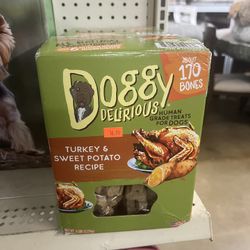 ABOUT
170
BONES
Doggy
DELIRIOUS
HUMAN
GRADE TREATS
FOR DOGS
TURKEY &
SWEET POTATO
RECIPE